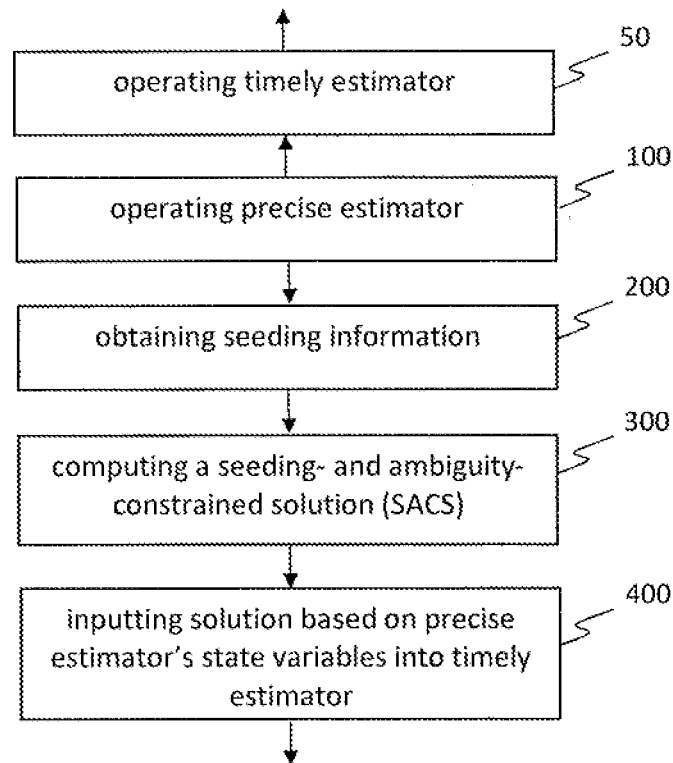 50
operating timely estimator
100
operating precise estimator
200
obtaining seeding information
300
computing a seeding- and ambiguity-
constrained solution (SACS)
400
inputting solution based on precise
estimator's state variables into timely
estimator